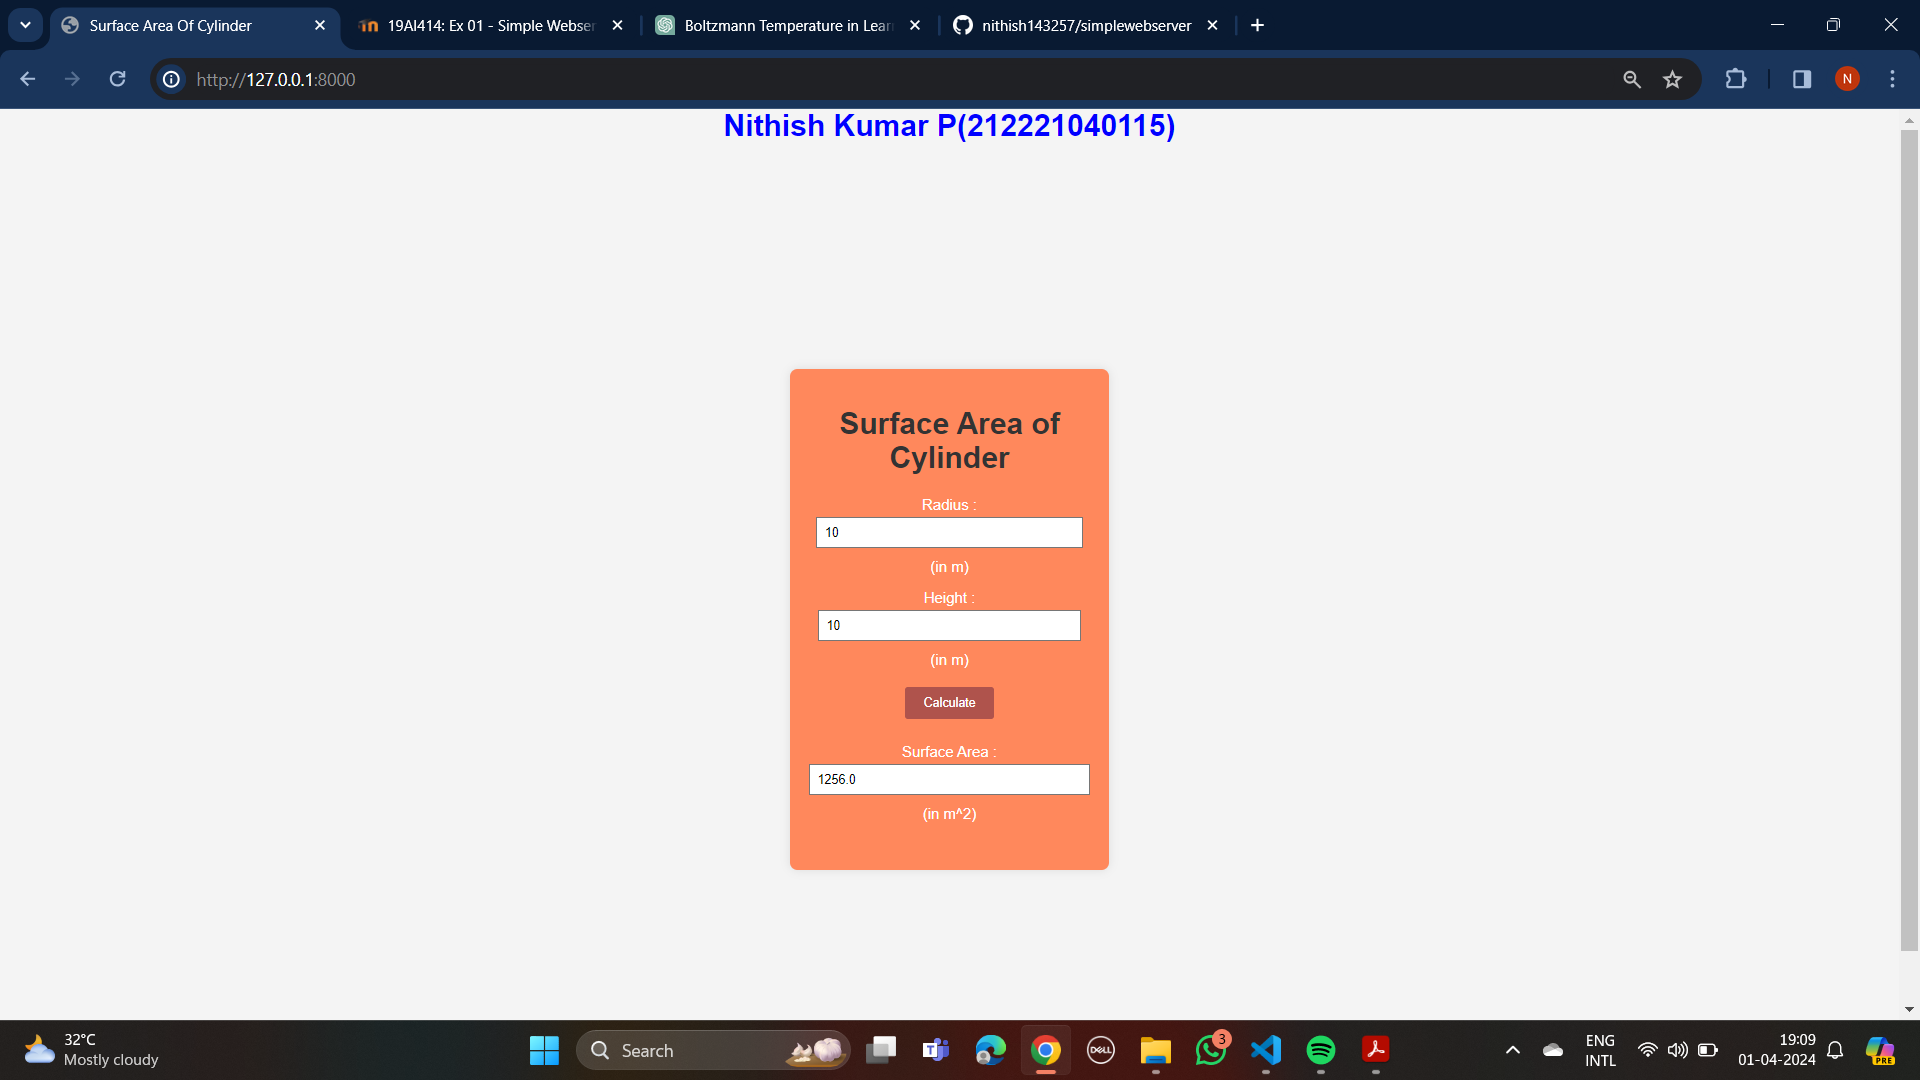 Surface Area Of Cylinder
19AI414: Ex 01 - Simple Webser
Boltzmann Temperature in Lear
nithish143257/simplewebserver
http://127.0.0.1:8000
N
Nithish Kumar P(212221040115)
Surface Area of
Cylinder
Radius :
10
(in m)
Height :
10
(in m)
Calculate
Surface Area :
1256.0
(in m^2)
32°C
Mostly cloudy
Search
T
DELL
3
ENG
INTL
19:09
01-04-2024
PRE